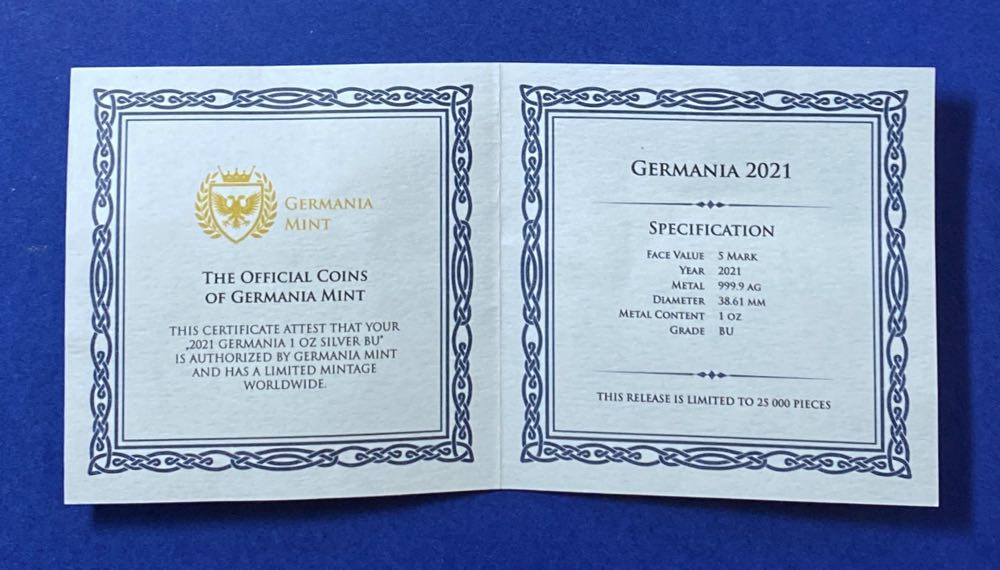 GERMANIA
MINT
THE OFFICIAL COINS
OF GERMANIA MINT
THIS CERTIFICATE ATTEST THAT YOUR
„2021 GERMANIA 1 OZ SILVER BU"
IS AUTHORIZED BY GERMANIA MINT
AND HAS A LIMITED MINTAGE
WORLDWIDE.
GERMANIA 2021
SPECIFICATION
FACE VALUE 5 MARK
YEAR 2021
METAL 999.9 AG
DIAMETER 38.61 MM
METAL CONTENT 1 OZ
GRADE BU
THIS RELEASE IS LIMITED TO 25 000 PIECES